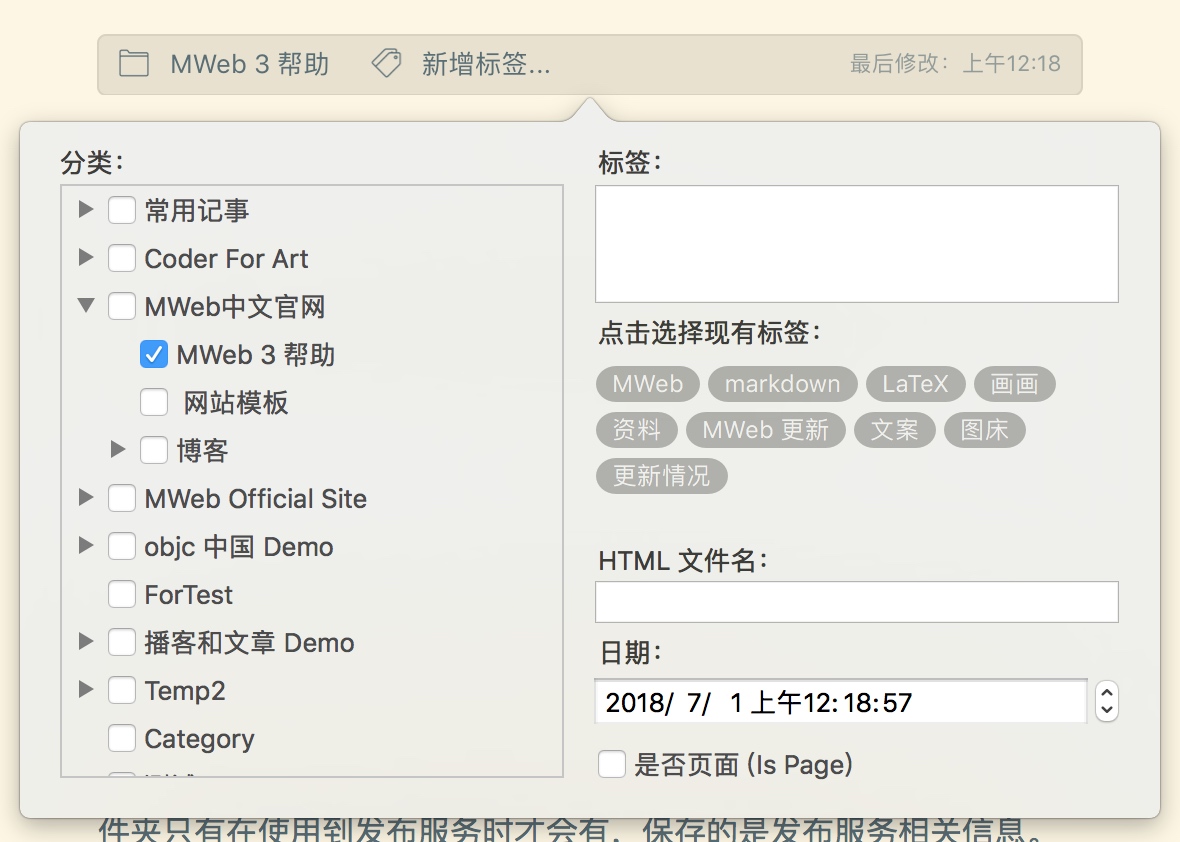 MWeb 3 帮助 新增标签... 最后修改：上午12:18
分类：
常用记事
Coder For Art
MWeb中文官网
MWeb 3 帮助
网站模板
博客
MWeb Official Site
objc 中国 Demo
ForTest
播客和文章 Demo
Temp2
Category
标签：
点击选择现有标签：
MWeb markdown LaTeX 画画
资料 MWeb 更新 文案 图床
更新情况
HTML 文件名：
日期：
2018/ 7/ 1 上午12:18:57
是否页面 (Is Page)
件夹只有在使用到发布服务时才会有，保存的是发布服务相关信息。